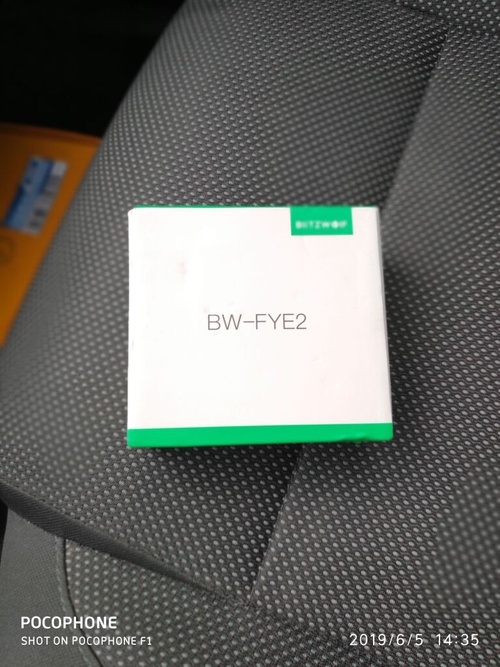 BLITZWOLF
BW-FYE2
POCOPHONE
SHOT ON POCOPHONE F1
2019/6/5 14:35